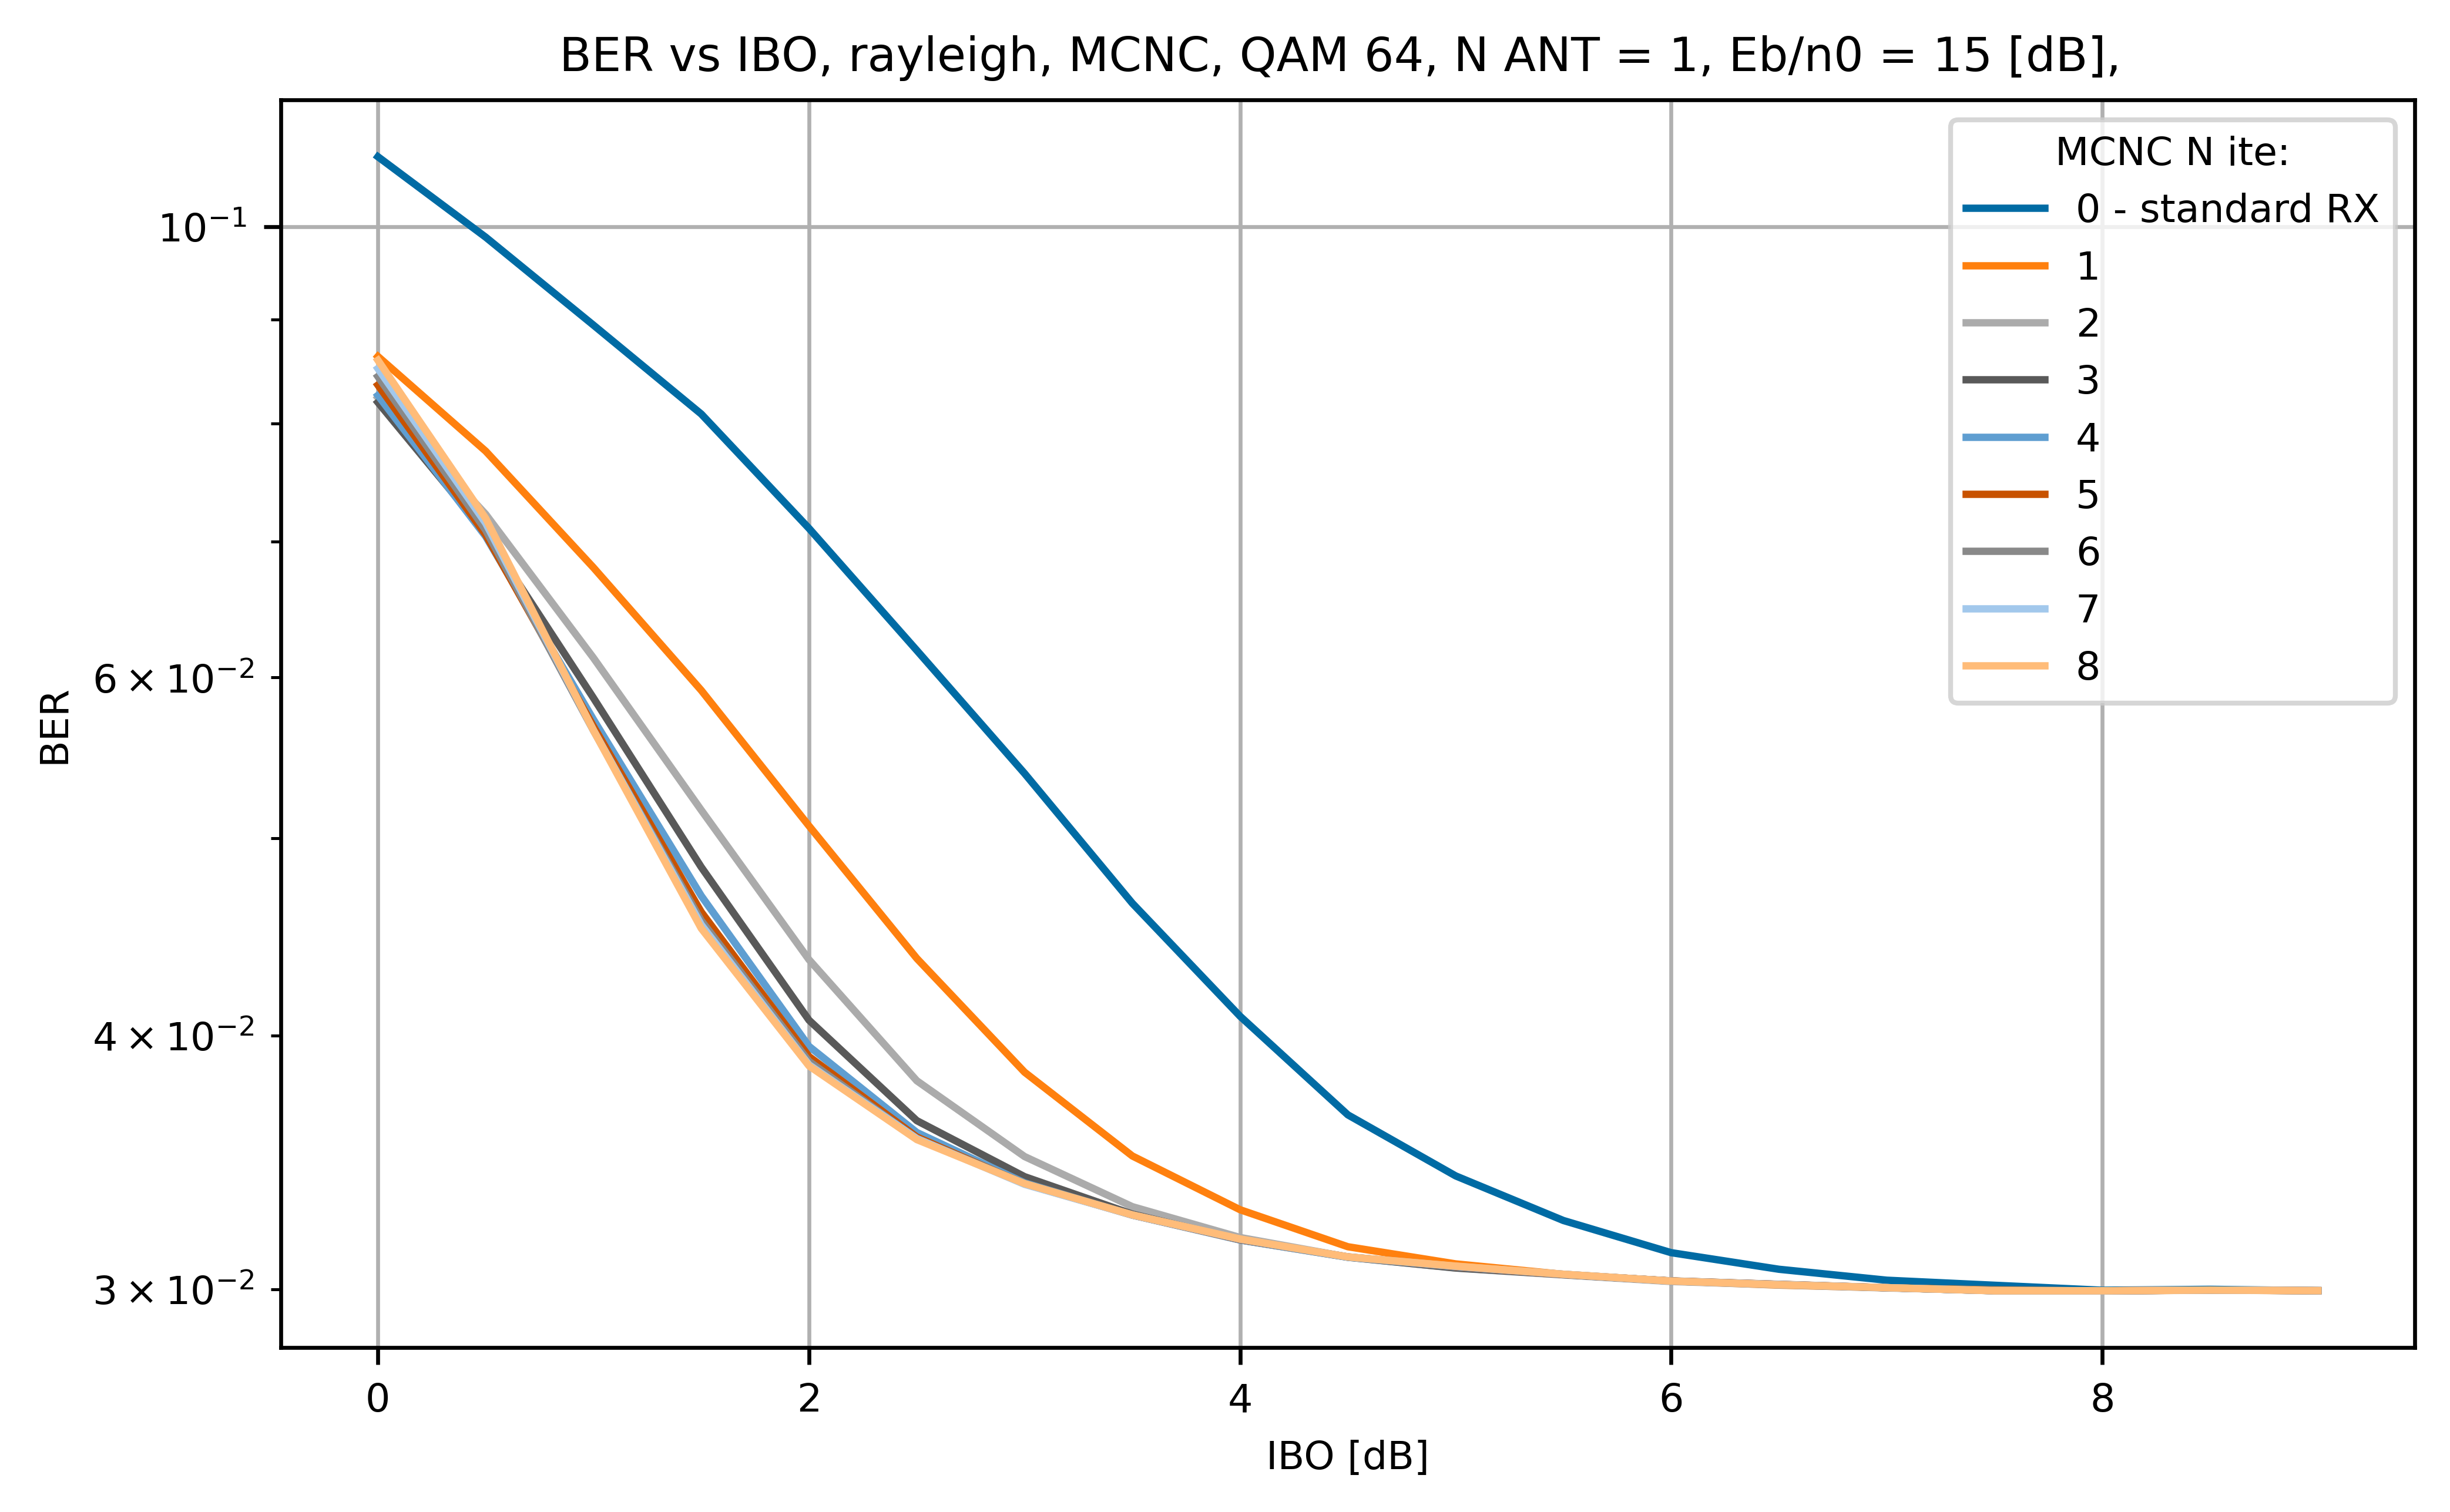 BER vs IBO, rayleigh, MCNC, QAM 64, N ANT = 1, Eb/n0 = 15 [dB],
MCNC N ite:
0 - standard RX
1
2
3
4
5
6
7
8
10⁻¹
6 × 10⁻²
4 × 10⁻²
3 × 10⁻²
BER
0 2 4 6 8
IBO [dB]